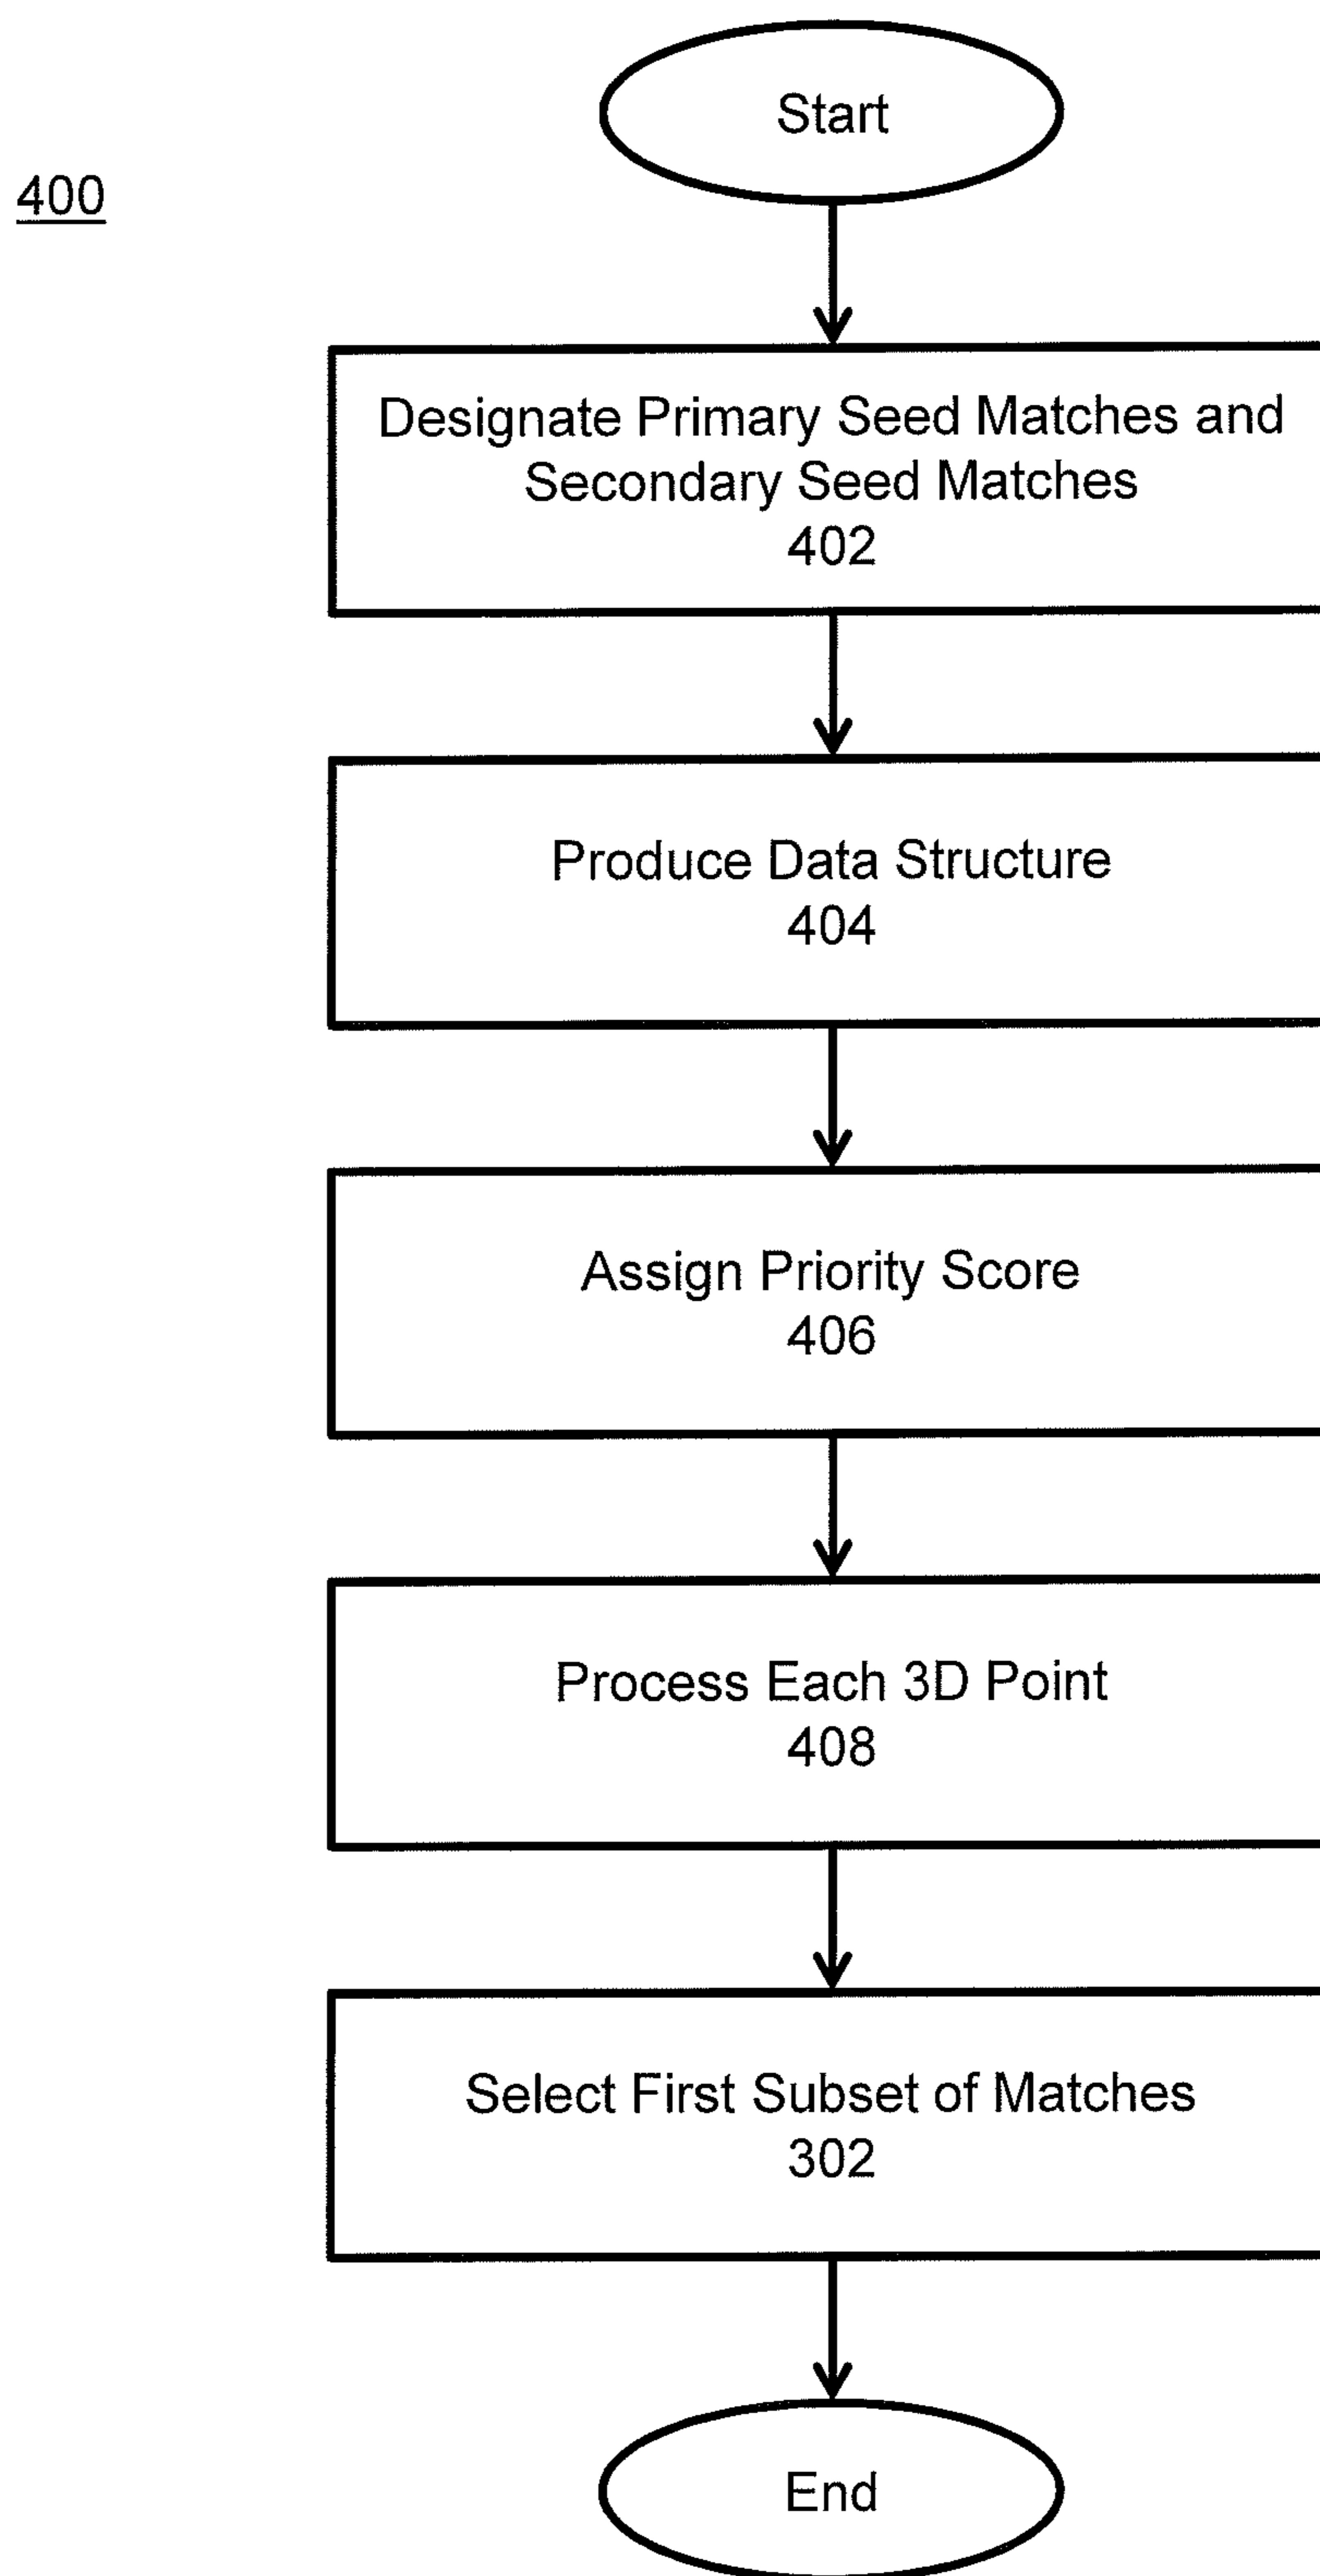 Start
400
Designate Primary Seed Matches and
Secondary Seed Matches
402
Produce Data Structure
404
Assign Priority Score
406
Process Each 3D Point
408
Select First Subset of Matches
302
End